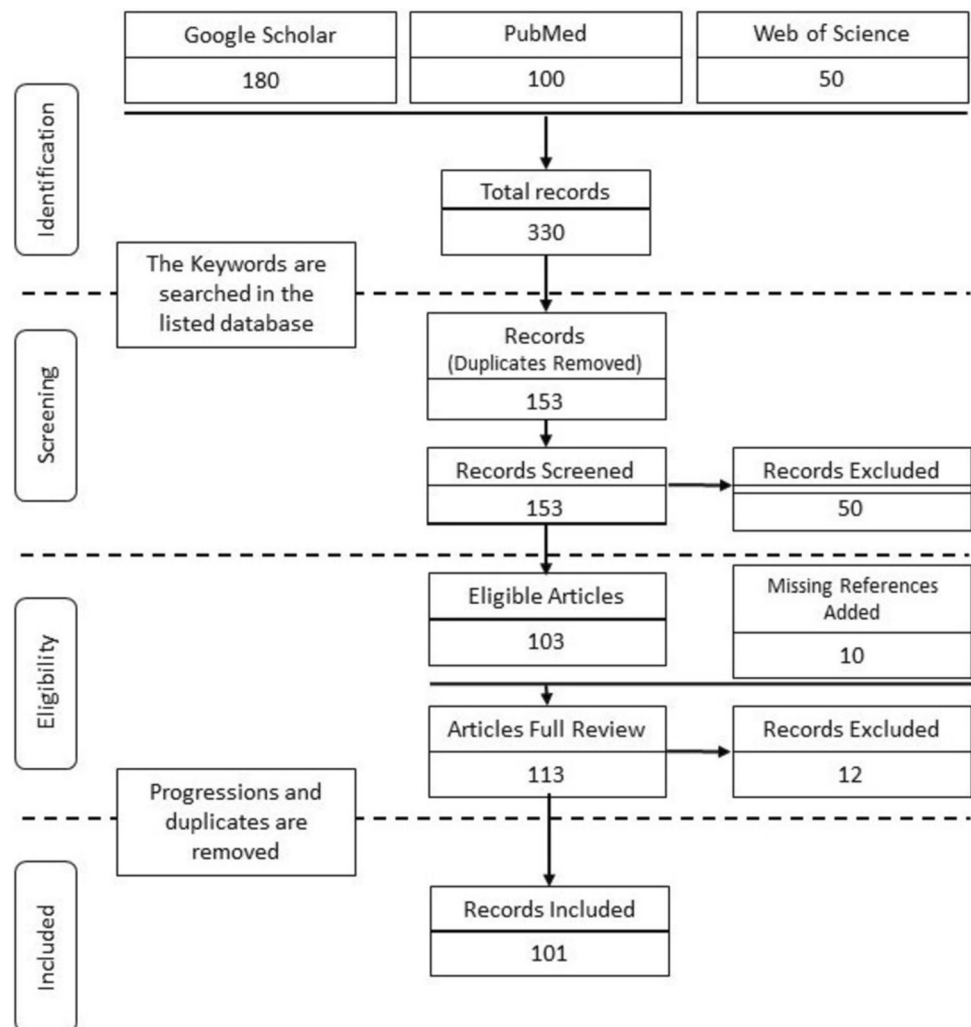 Google Scholar
180
PubMed
100
Web of Science
50
Identification
Total records
330
The Keywords are
searched in the
listed database
Screening
Records
(Duplicates Removed)
153
Records Screened
153
Records Excluded
50
Eligibility
Eligible Articles
103
Missing References
Added
10
Articles Full Review
113
Records Excluded
12
Progressions and
duplicates are
removed
Included
Records Included
101